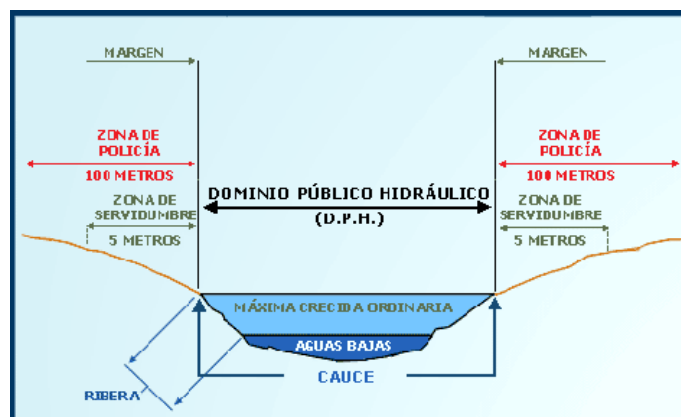 MARGEN
MARGEN
ZONA DE
POLICÍA
100 METROS
ZONA DE
POLICÍA
100 METROS
DOMINIO PÚBLICO HIDRÁULICO
(D.P.H.)
ZONA DE
SERVIDUMBRE
5 METROS
ZONA DE
SERVIDUMBRE
5 METROS
MÁXIMA CRECIDA ORDINARIA
AGUAS BAJAS
CAUCE
RIBERA